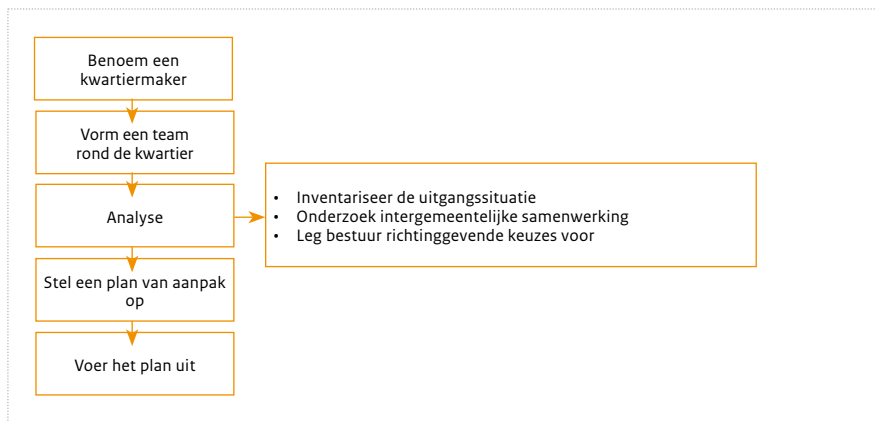 Benoem een
kwartiermaker
Vorm een team
rond de kwartier
Analyse
• Inventariseer de uitgangssituatie
• Onderzoek intergemeentelijke samenwerking
• Leg bestuur richtinggevende keuzes voor
Stel een plan van aanpak
op
Voer het plan uit